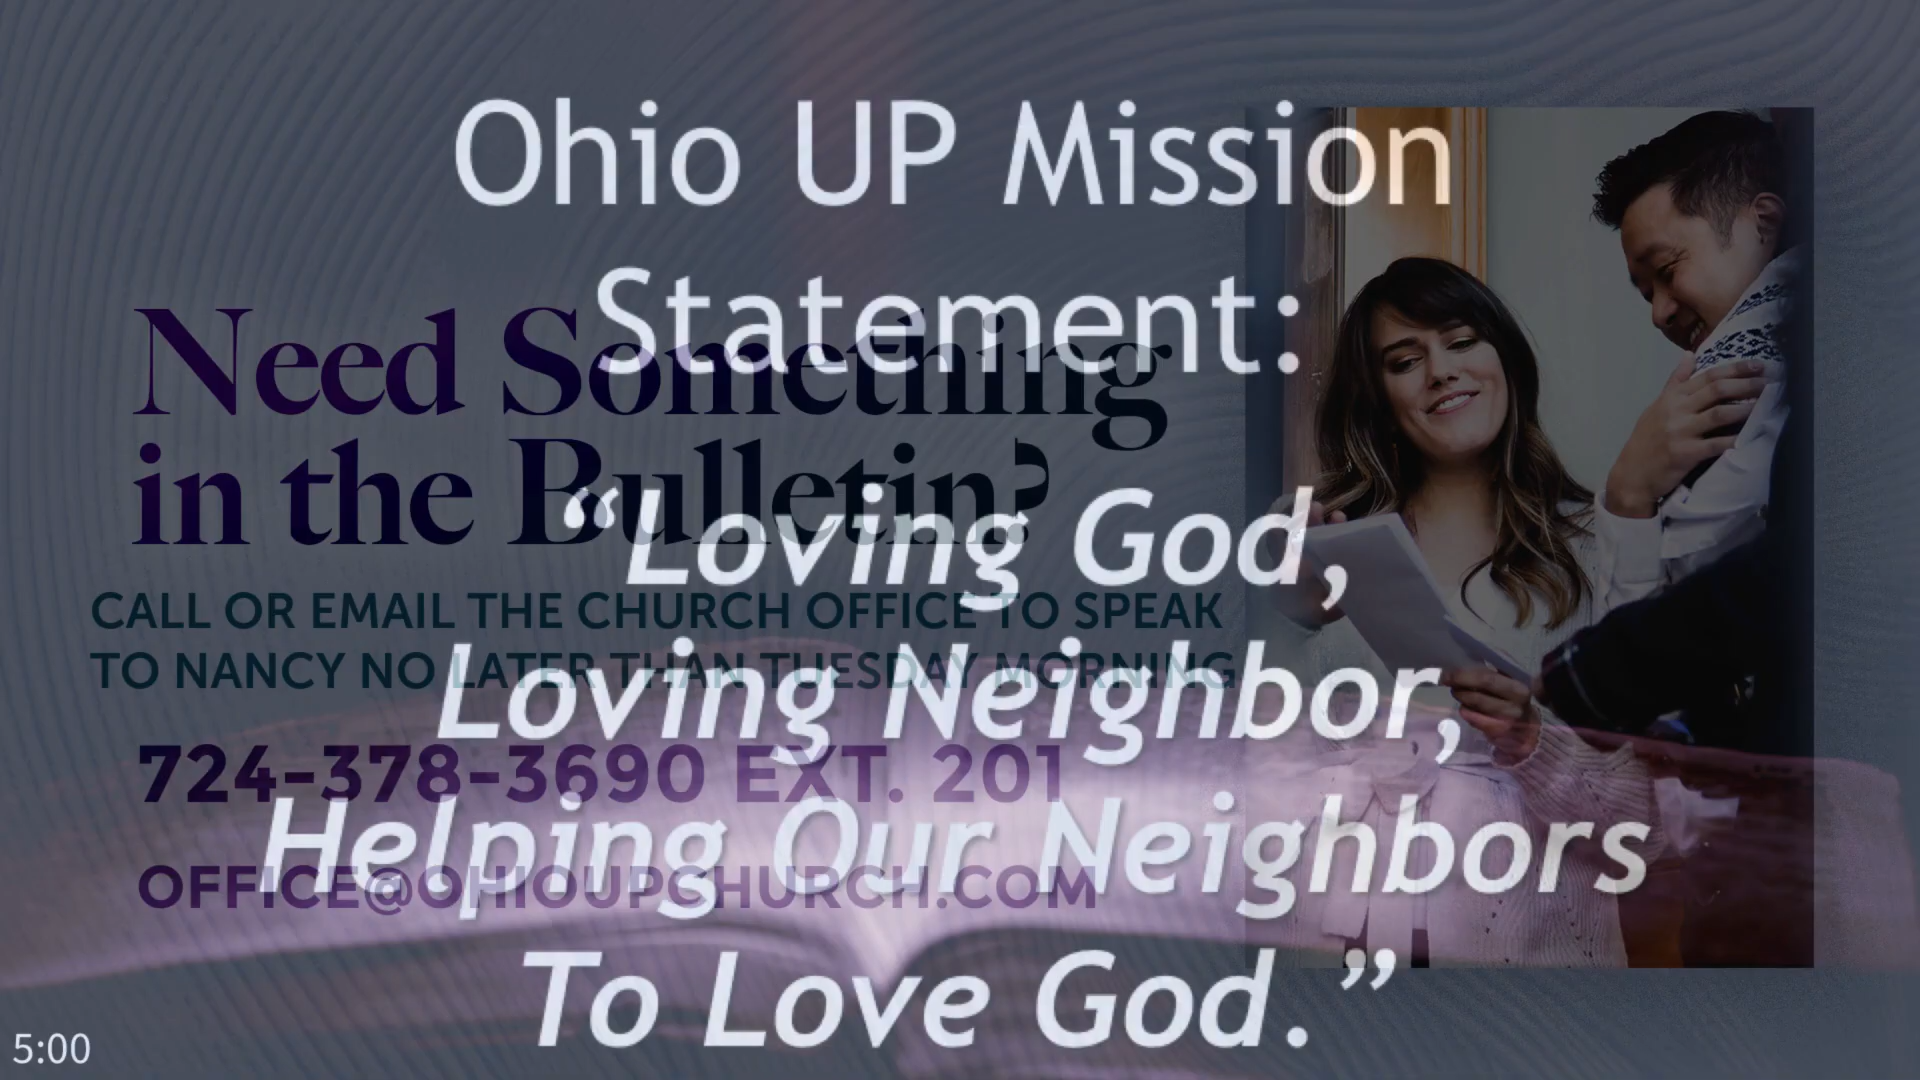 Ohio UP Mission
Statement:
“Loving God,
Loving Neighbor,
Helping Our Neighbors
To Love God.”
Need Something
in the Bulletin?
CALL OR EMAIL THE CHURCH OFFICE TO SPEAK
TO NANCY NO LATER THAN TUESDAY MORNING
724-378-3690 EXT. 201
OFFICE@OHIOUPCHURCH.COM
5:00